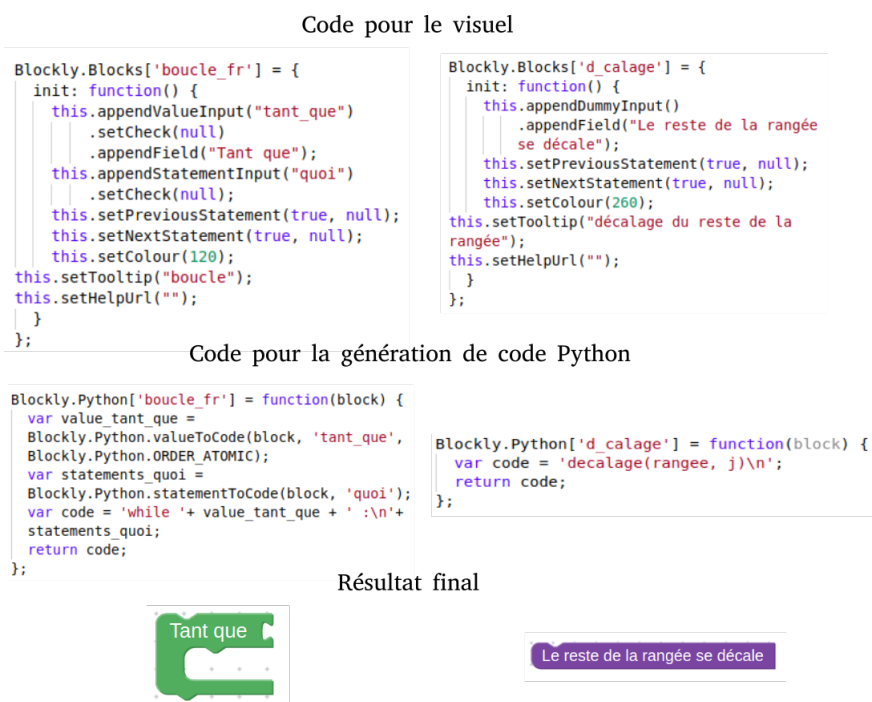 Code pour le visuel
Blockly.Blocks['boucle_fr'] = {
init: function() {
this.appendValueInput("tant_que")
.setCheck(null)
.appendField("Tant que");
this.appendStatementInput("quoi")
.setCheck(null);
this.setPreviousStatement(true, null);
this.setNextStatement(true, null);
this.setColour(120);
this.setTooltip("boucle");
this.setHelpUrl("");
}
};
Blockly.Blocks['d_calage'] = {
init: function() {
this.appendDummyInput()
.appendField("Le reste de la rangée
se décale");
this.setPreviousStatement(true, null);
this.setNextStatement(true, null);
this.setColour(260);
this.setTooltip("décalage du reste de la
rangée");
this.setHelpUrl("");
}
};
Code pour la génération de code Python
Blockly.Python['boucle_fr'] = function(block) {
var value_tant_que =
Blockly.Python.valueToCode(block, 'tant_que',
Blockly.Python.ORDER_ATOMIC);
var statements_quoi =
Blockly.Python.statementToCode(block, 'quoi');
var code = 'while '+ value_tant_que + ' :\n'+
statements_quoi;
return code;
};
Blockly.Python['d_calage'] = function(block) {
var code = 'decalage(rangee, j)\n';
return code;
};
Résultat final
Tant que
Le reste de la rangée se décale